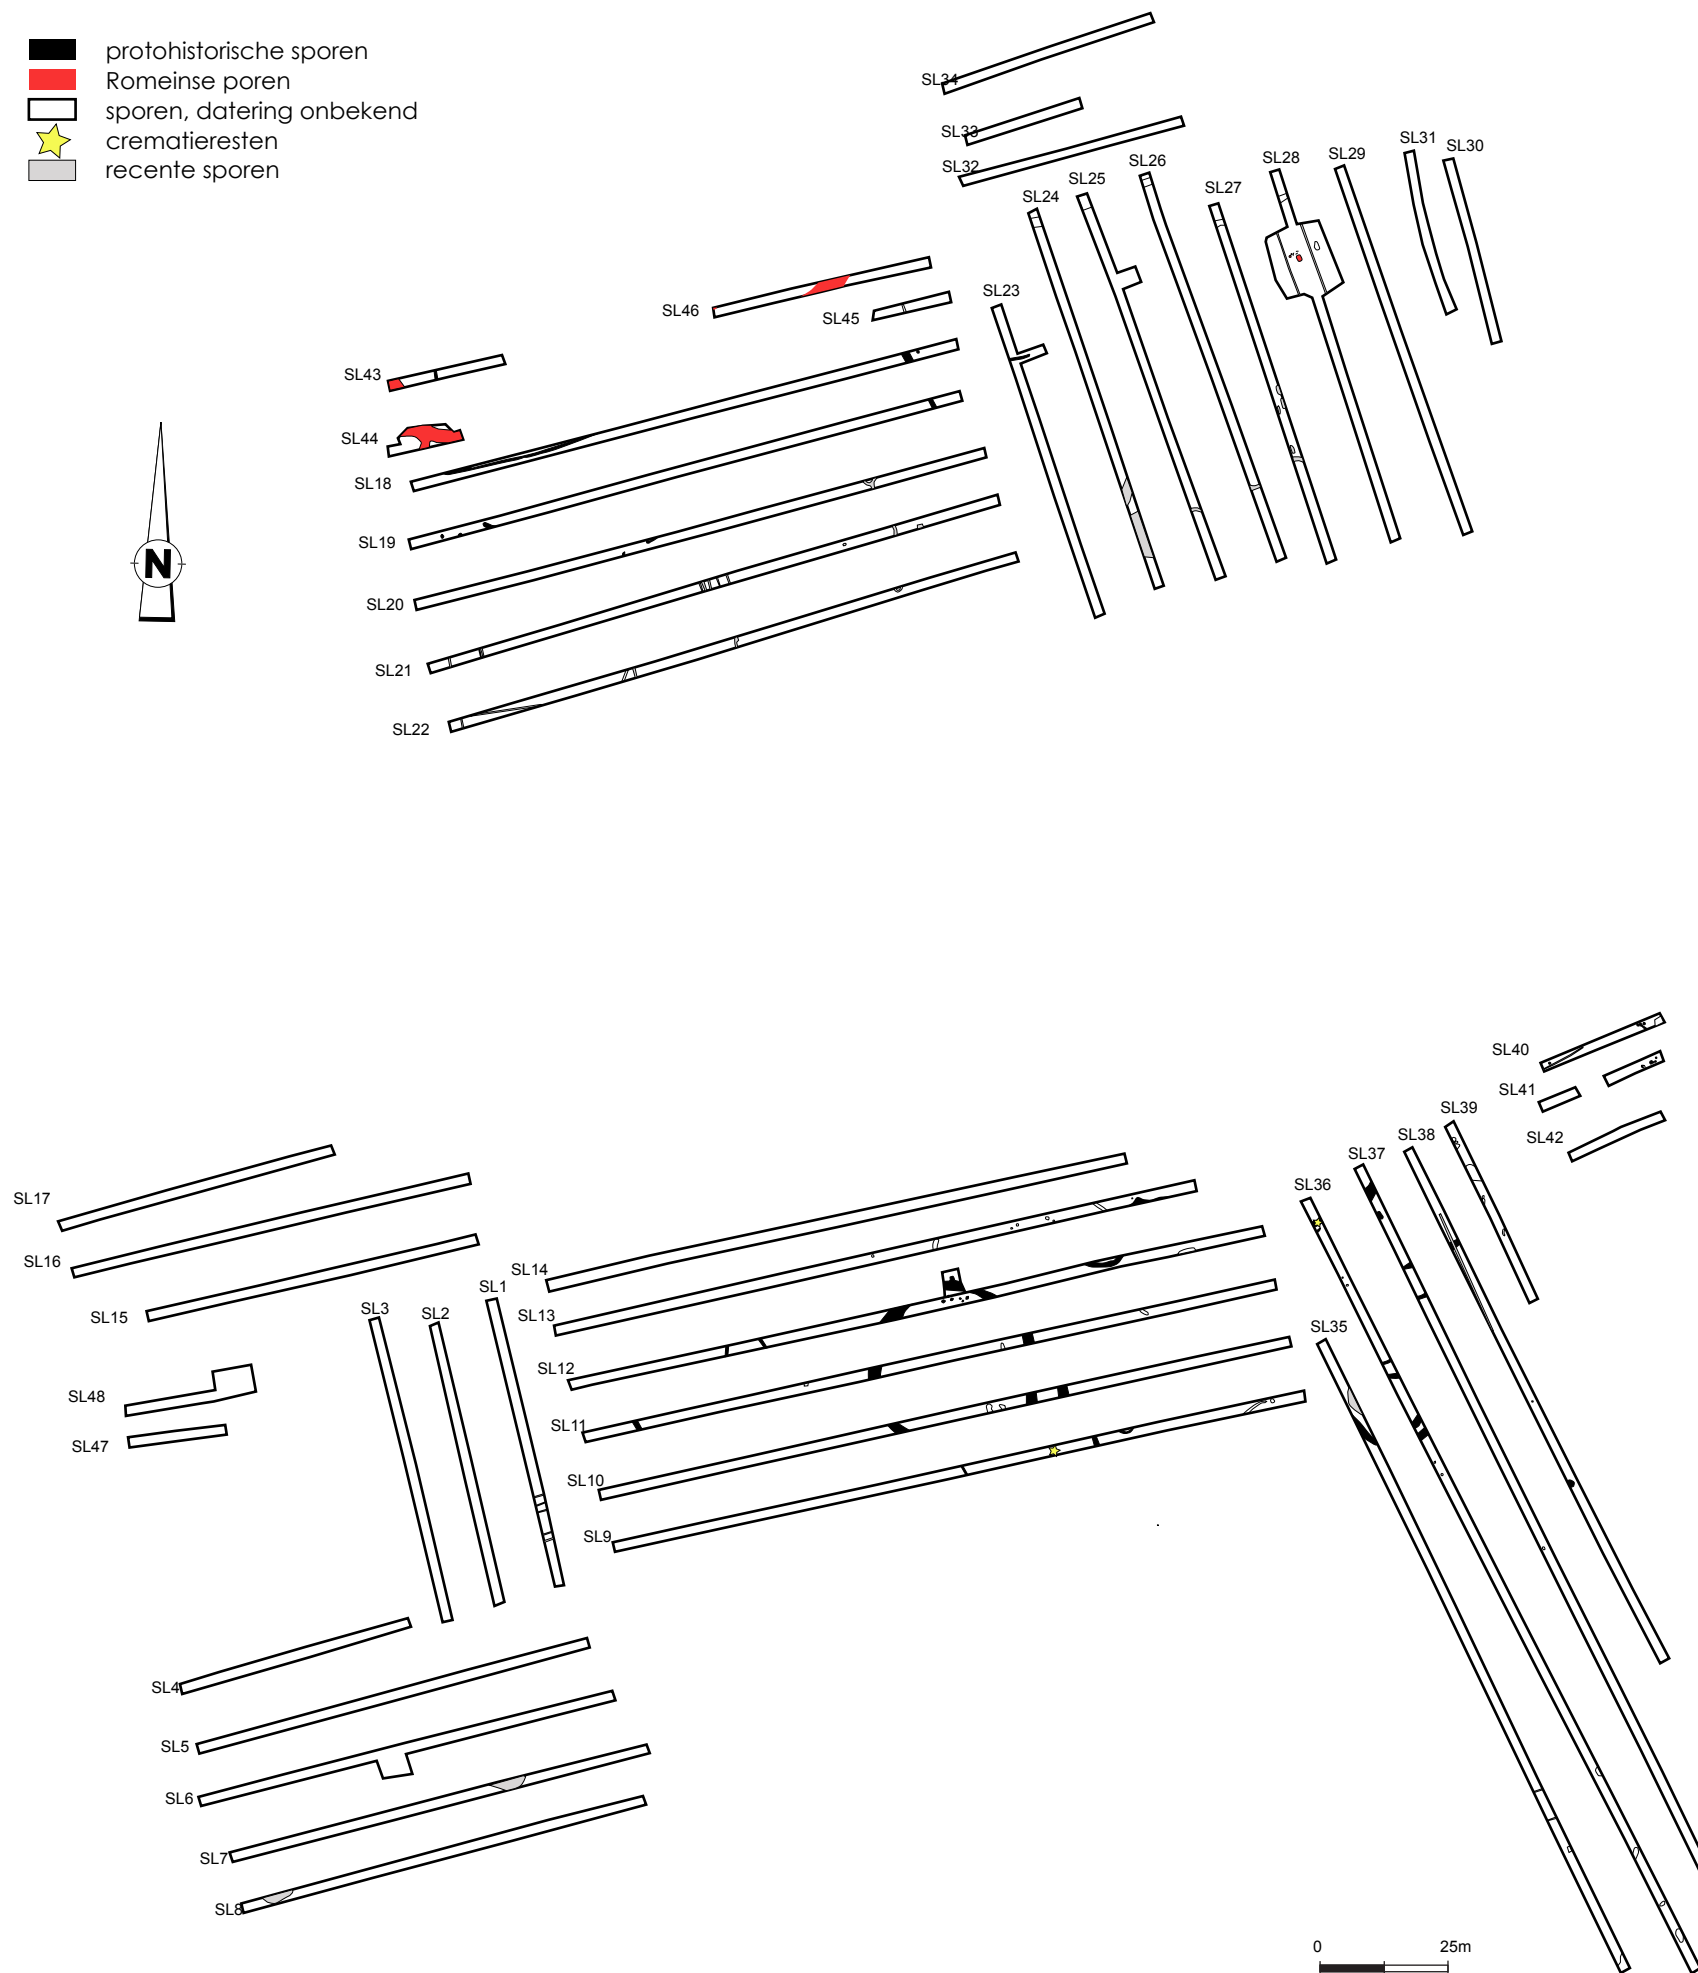 protohistorische sporen
Romeinse poren
sporen, datering onbekend
crematieresten
recente sporen
SL34
SL33
SL32
SL31
SL30
SL29
SL28
SL27
SL26
SL25
SL24
SL23
SL46
SL45
SL43
SL44
SL18
SL19
SL20
SL21
SL22
N
SL40
SL41
SL42
SL39
SL38
SL37
SL36
SL35
SL17
SL16
SL15
SL14
SL13
SL12
SL11
SL10
SL9
SL3
SL2
SL1
SL48
SL47
SL4
SL5
SL6
SL7
SL8
0 25m